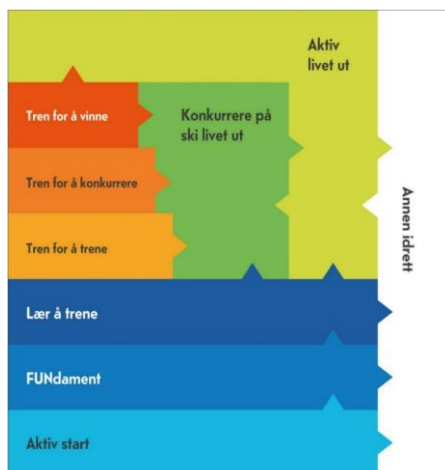 Aktiv
livet ut
Tren for å vinne
Konkurrere på
ski livet ut
Tren for å konkurrere
Tren for å trene
Annen idrett
Lær å trene
FUNdament
Aktiv start